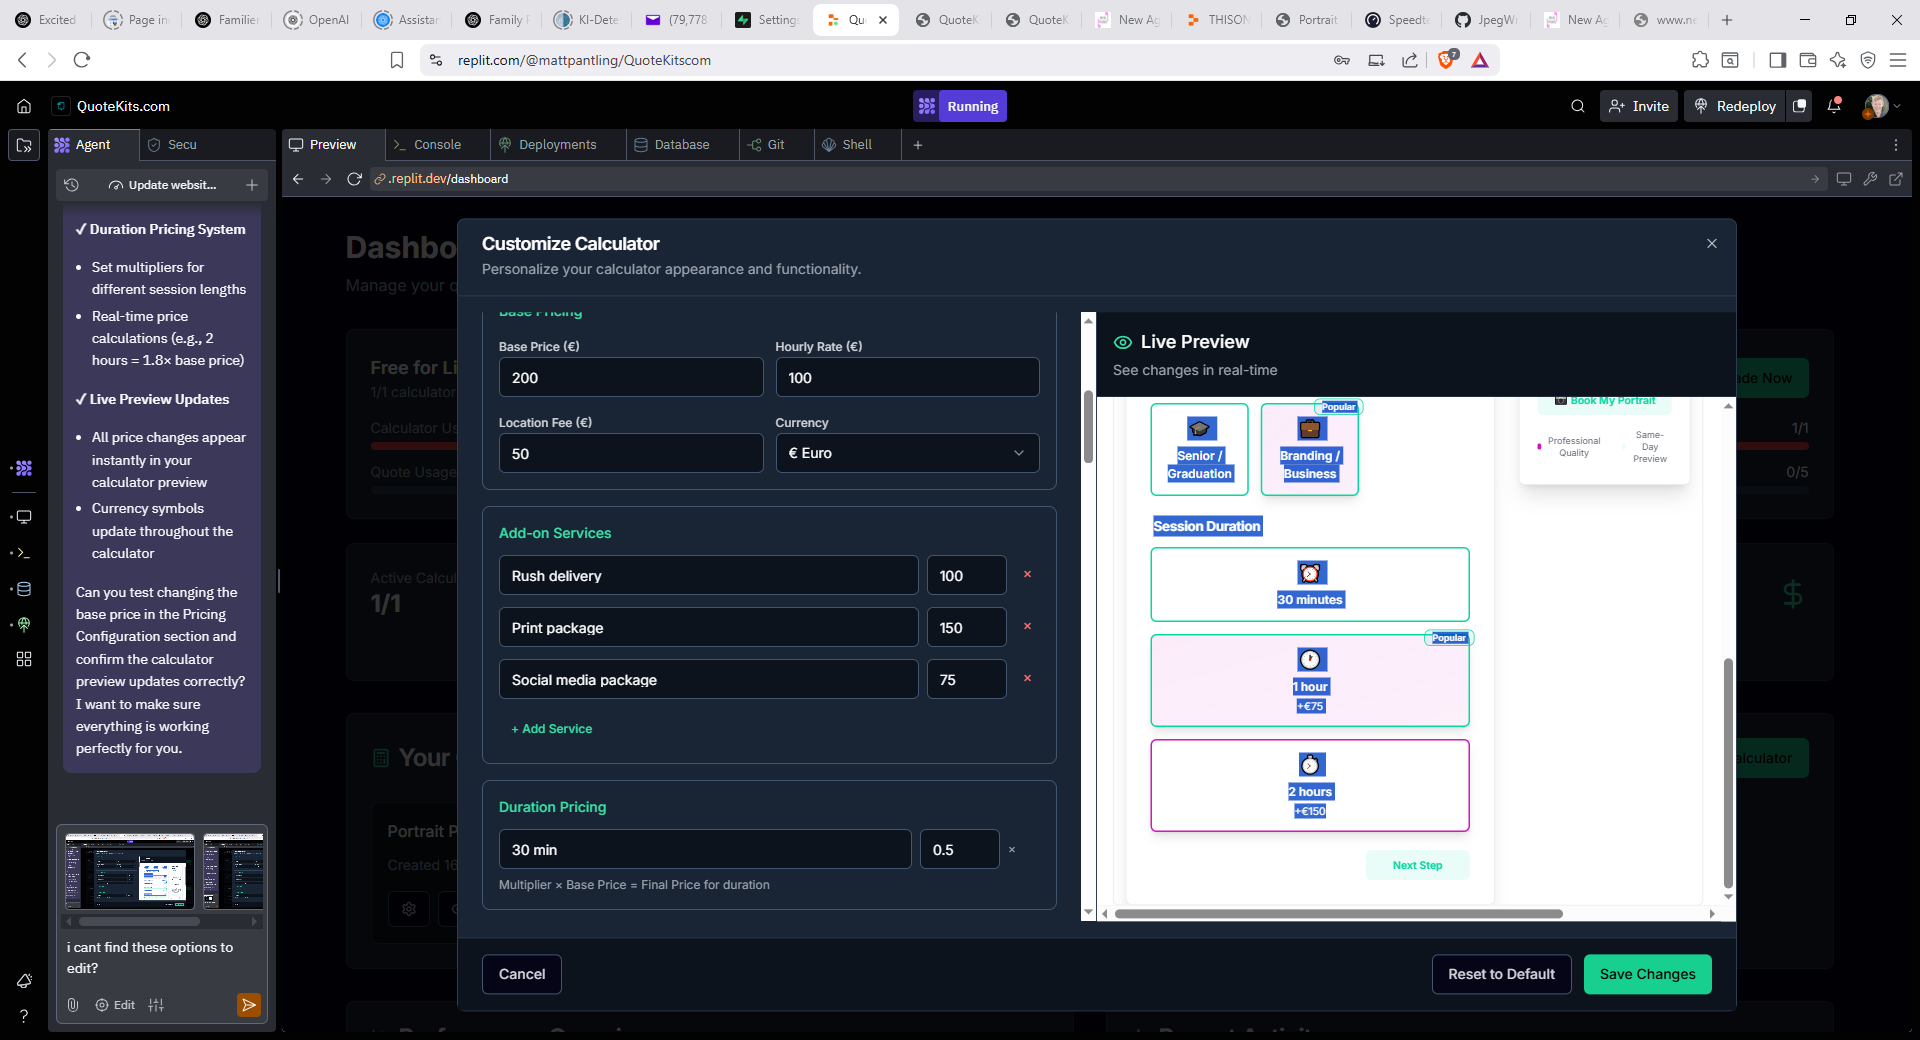 Excited
Page in
Familie
OpenAI
Assistar
Family F
KI-Dete
(79,778
Setting
Qu
QuoteK
QuoteK
New Ag
THISON
Portrait
Speedte
JpegWr
New Ag
www.ne
replit.com/@mattpantling/QuoteKitscom
7
QuoteKits.com
Running
Invite
Redeploy
Agent
Secu
Preview
Console
Deployments
Database
Git
Shell
Update websit...
.replit.dev/dashboard
✓ Duration Pricing System
• Set multipliers for
different session lengths
• Real-time price
calculations (e.g., 2
hours = 1.8× base price)
✓ Live Preview Updates
• All price changes appear
instantly in your
calculator preview
• Currency symbols
update throughout the
calculator
Can you test changing the
base price in the Pricing
Configuration section and
confirm the calculator
preview updates correctly?
I want to make sure
everything is working
perfectly for you.
i cant find these options to
edit?
Edit
Dashbo
Manage your q
Free for Li
1/1 calculator
Calculator Us
Quote Usage
Active Calcul
1/1
Your
Portrait P
Created 16
ade Now
1/1
0/5
alculator
Customize Calculator
Personalize your calculator appearance and functionality.
Base Pricing
Base Price (€)
Hourly Rate (€)
200
100
Location Fee (€)
Currency
50
€ Euro
Add-on Services
Rush delivery
100
Print package
150
Social media package
75
+ Add Service
Duration Pricing
30 min
0.5
Multiplier × Base Price = Final Price for duration
Live Preview
See changes in real-time
Popular
Senior /
Graduation
Branding /
Business
Book My Portrait
Professional
Quality
Same-
Day
Preview
Session Duration
30 minutes
Popular
1 hour
+€75
2 hours
+€150
Next Step
Cancel
Reset to Default
Save Changes